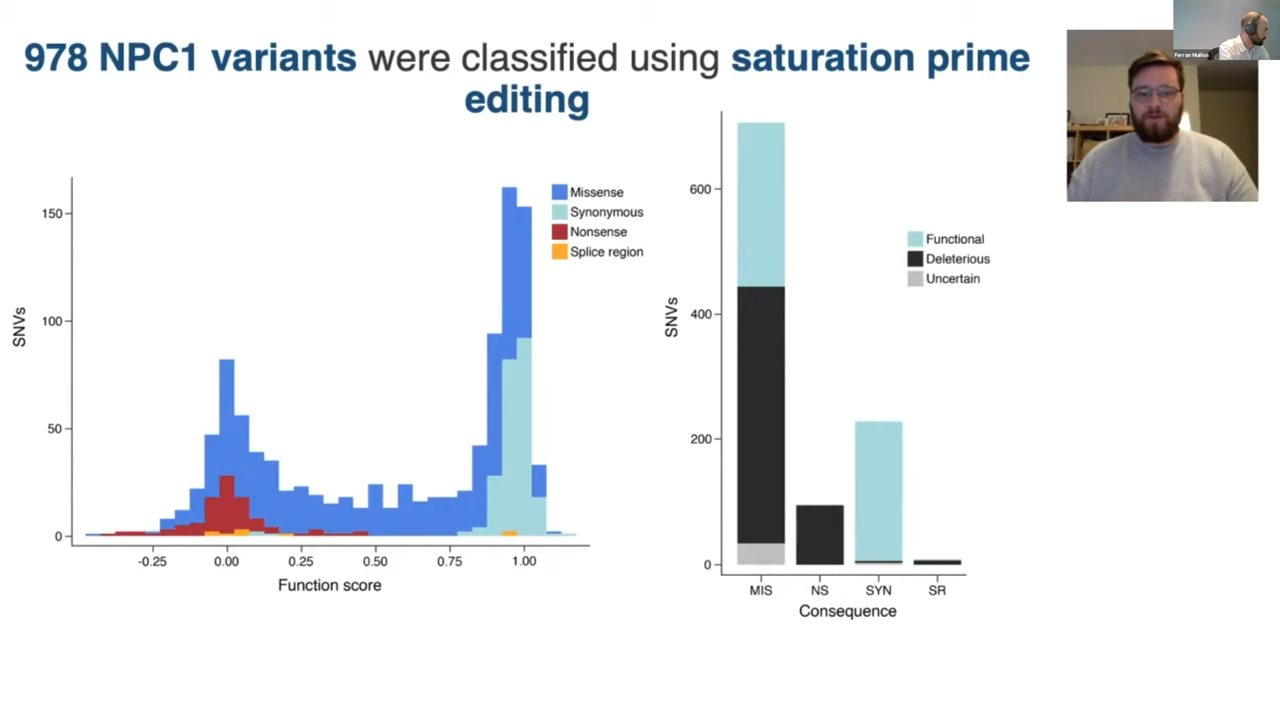 978 NPC1 variants were classified using saturation prime
editing
Ferran Muiños
SNVs
150
100
50
0
-0.25
0.00
0.25
0.50
0.75
1.00
Function score
Missense
Synonymous
Nonsense
Splice region
SNVs
600
400
200
0
MIS
NS
SYN
SR
Consequence
Functional
Deleterious
Uncertain